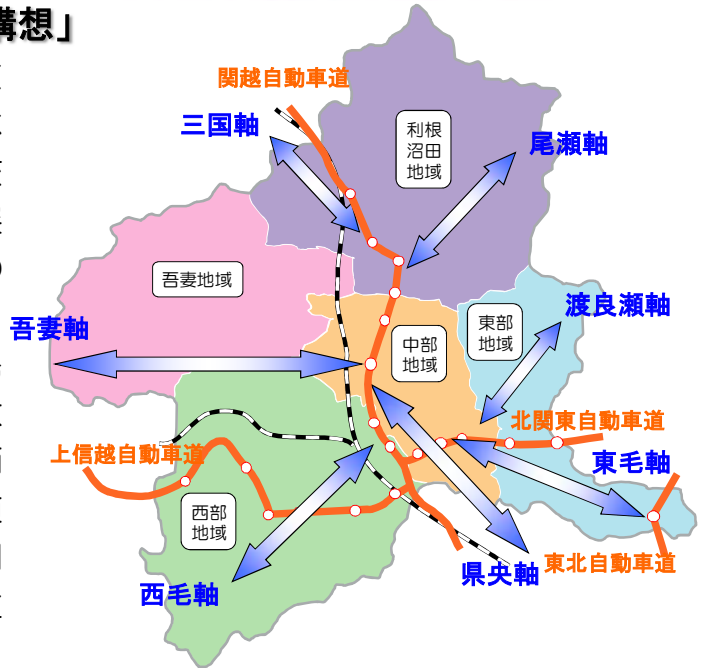 構想」
関越自動車道
三国軸
利根
沼田
地域
尾瀬軸
吾妻地域
渡良瀬軸
東部
地域
吾妻軸
中部
地域
北関東自動車道
上信越自動車道
東毛軸
西部
地域
東北自動車道
県央軸
西毛軸